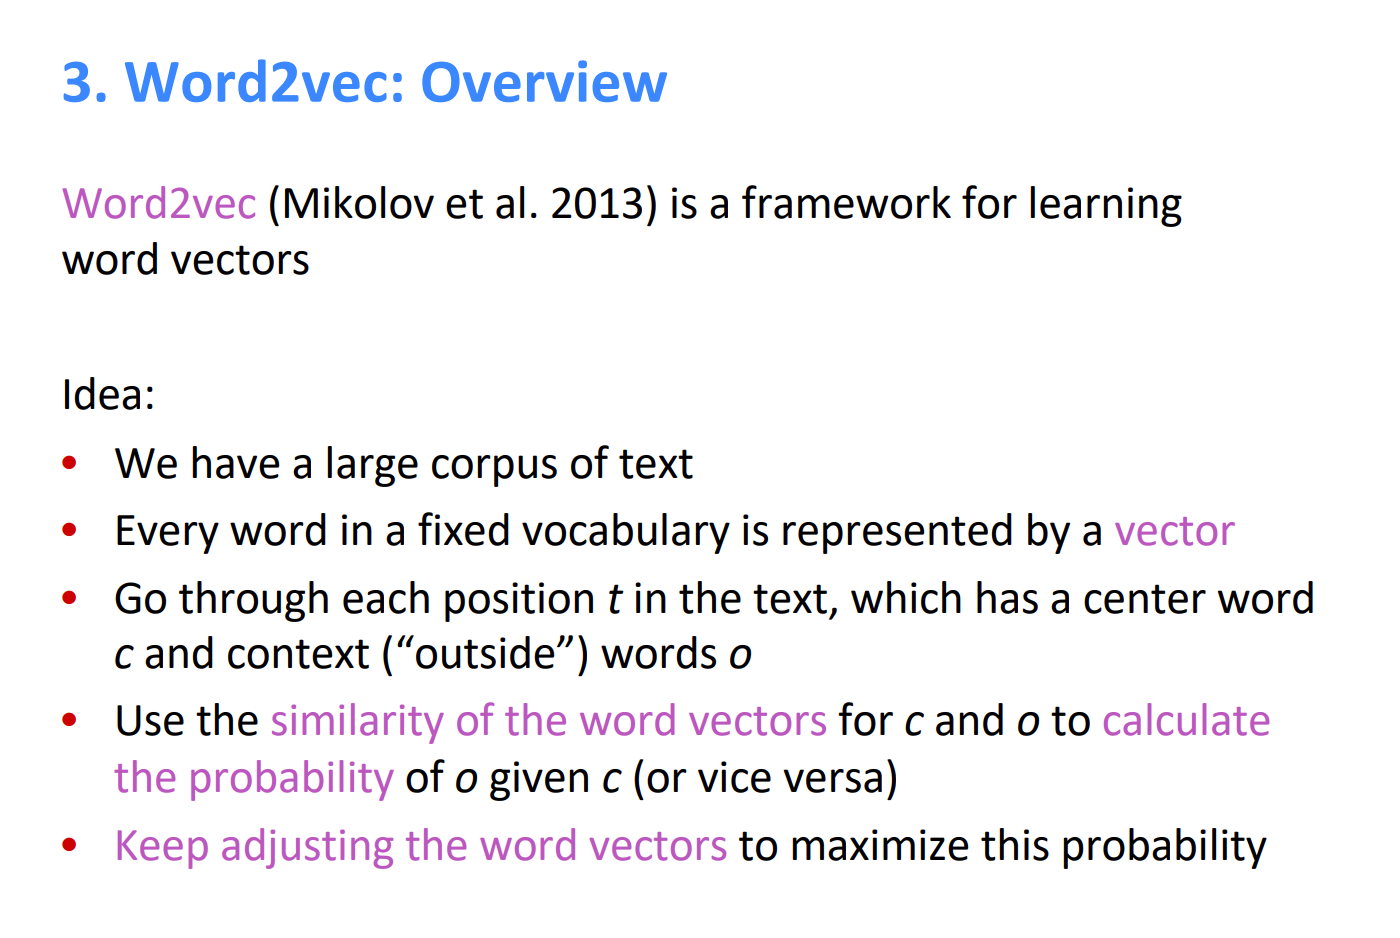 3. Word2vec: Overview
Word2vec (Mikolov et al. 2013) is a framework for learning
word vectors
Idea:
• We have a large corpus of text
• Every word in a fixed vocabulary is represented by a vector
• Go through each position t in the text, which has a center word
c and context (“outside”) words o
• Use the similarity of the word vectors for c and o to calculate
the probability of o given c (or vice versa)
• Keep adjusting the word vectors to maximize this probability